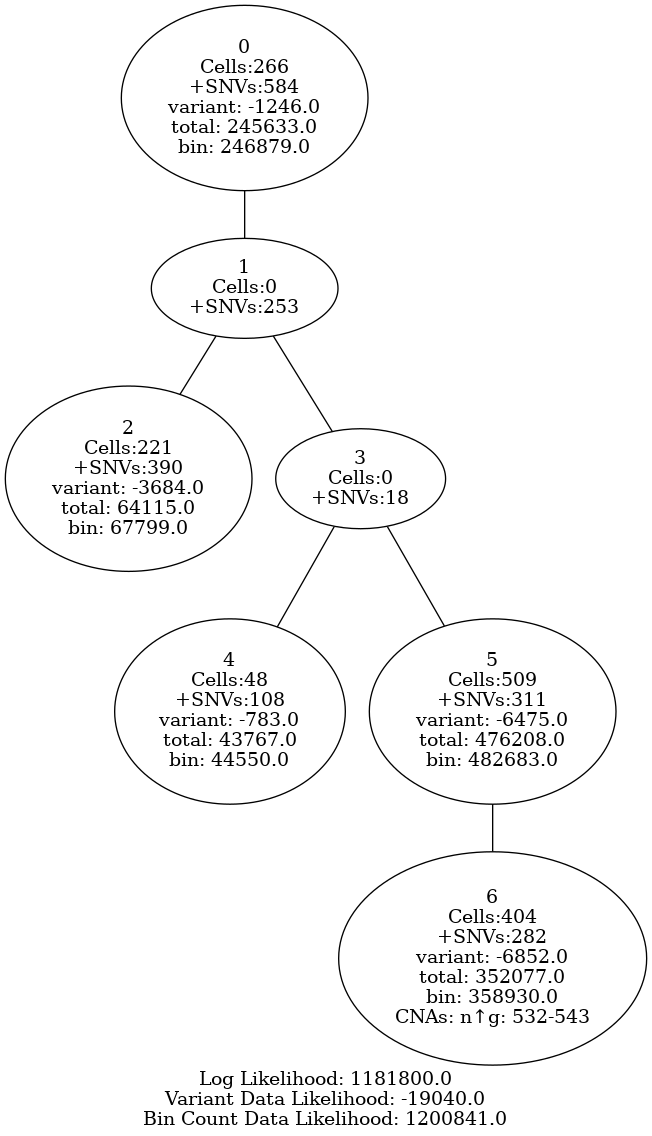 0
Cells:266
+SNVs:584
variant: -1246.0
total: 245633.0
bin: 246879.0
1
Cells:0
+SNVs:253
2
Cells:221
+SNVs:390
variant: -3684.0
total: 64115.0
bin: 67799.0
3
Cells:0
+SNVs:18
4
Cells:48
+SNVs:108
variant: -783.0
total: 43767.0
bin: 44550.0
5
Cells:509
+SNVs:311
variant: -6475.0
total: 476208.0
bin: 482683.0
6
Cells:404
+SNVs:282
variant: -6852.0
total: 352077.0
bin: 358930.0
CNAs: n↑g: 532-543
Log Likelihood: 1181800.0
Variant Data Likelihood: -19040.0
Bin Count Data Likelihood: 1200841.0